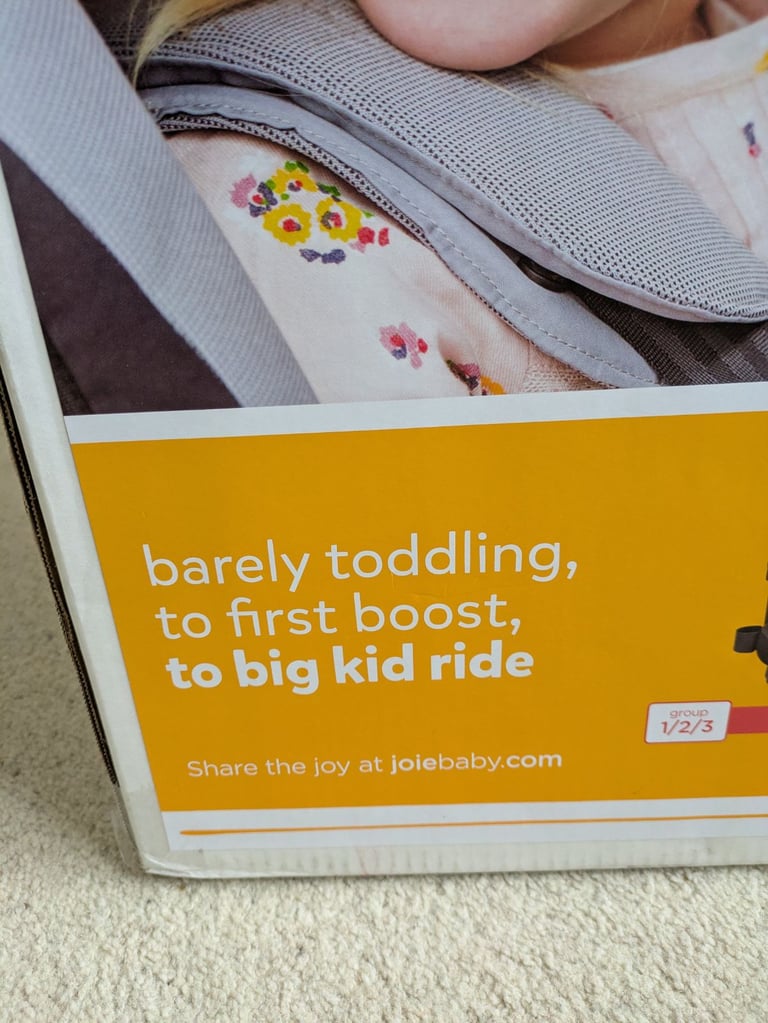 barely toddling,
to first boost,
to big kid ride
group
1/2/3
Share the joy at joiebaby.com